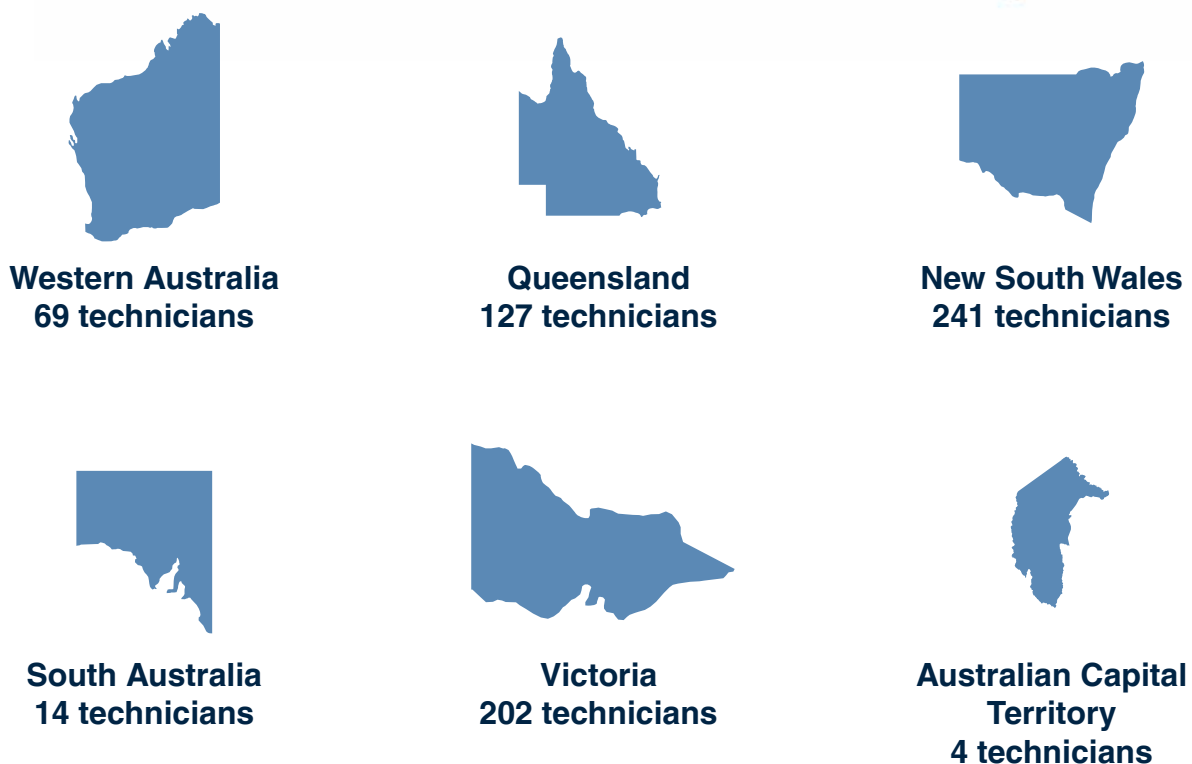 Western Australia
69 technicians
Queensland
127 technicians
New South Wales
241 technicians
South Australia
14 technicians
Victoria
202 technicians
Australian Capital
Territory
4 technicians